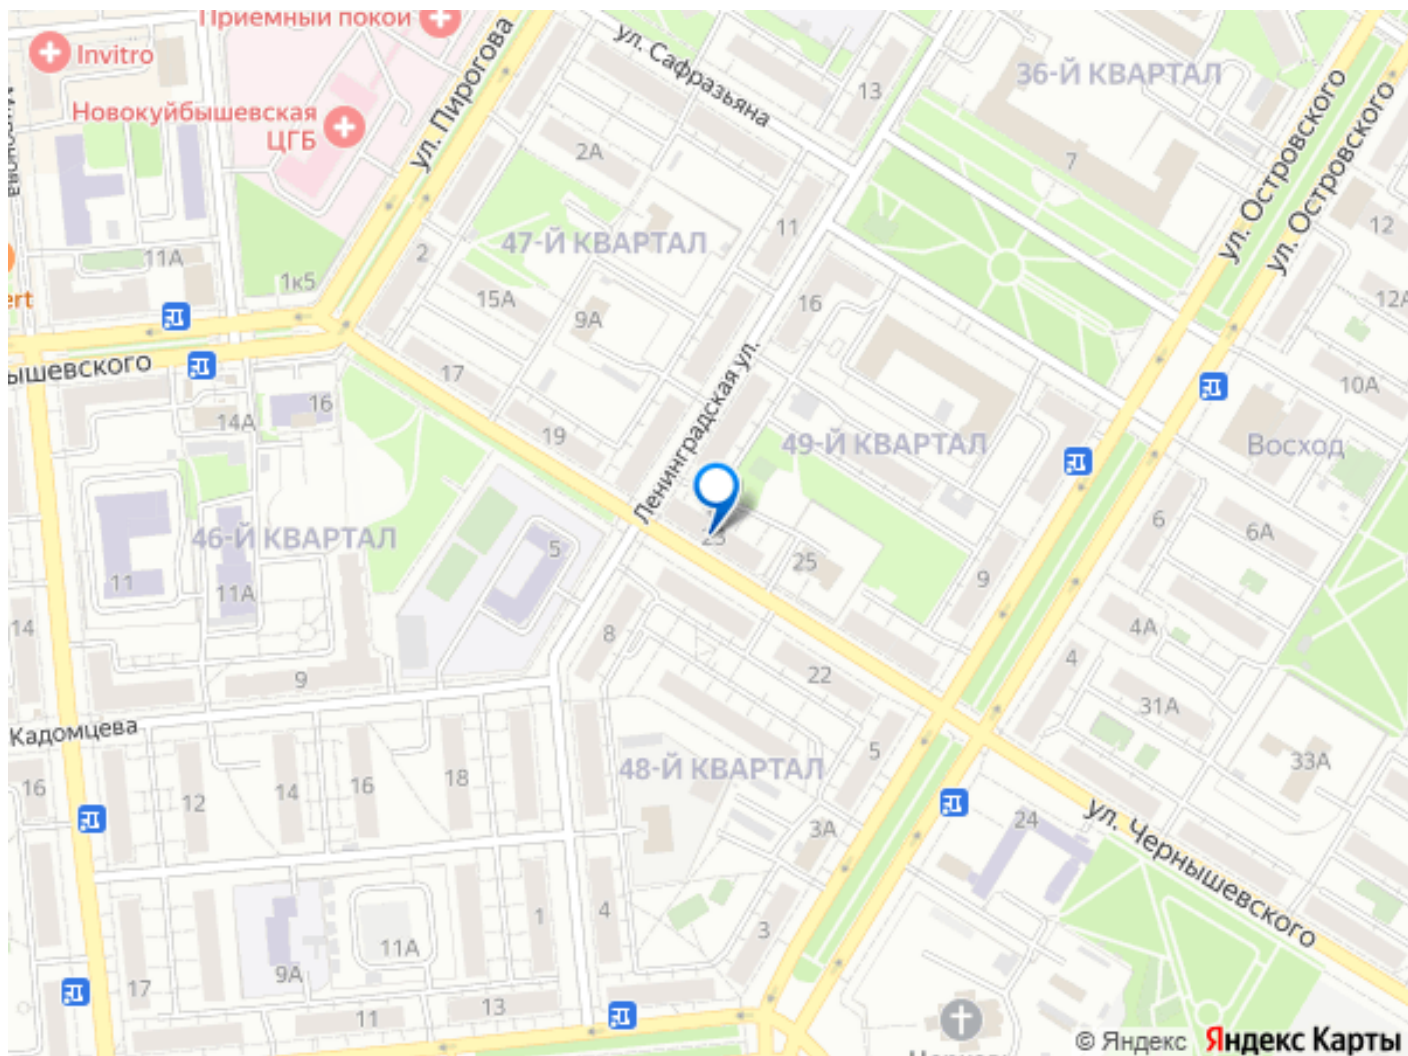 Приемный покой
Invitro
ул. Сафразьяна
13
36-Й КВАРТАЛ
ул. Островского
ул. Островского
Новокуйбышевская
ЦГБ
ул. Пирогова
2А
7
12
11А
1к5
2
47-Й КВАРТАЛ
11
15А
9А
16
12А
ышевского
17
Ленинградская ул.
10А
14А
16
19
49-Й КВАРТАЛ
Восход
46-Й КВАРТАЛ
5
23
25
6
6А
11
11А
9
14
8
4А
4
9
22
31А
Кадомцева
5
33А
48-Й КВАРТАЛ
16
12
14
16
18
3А
24
ул. Чернышевского
1
4
3
11А
9А
17
13
11
© Яндекс
Яндекс Карты